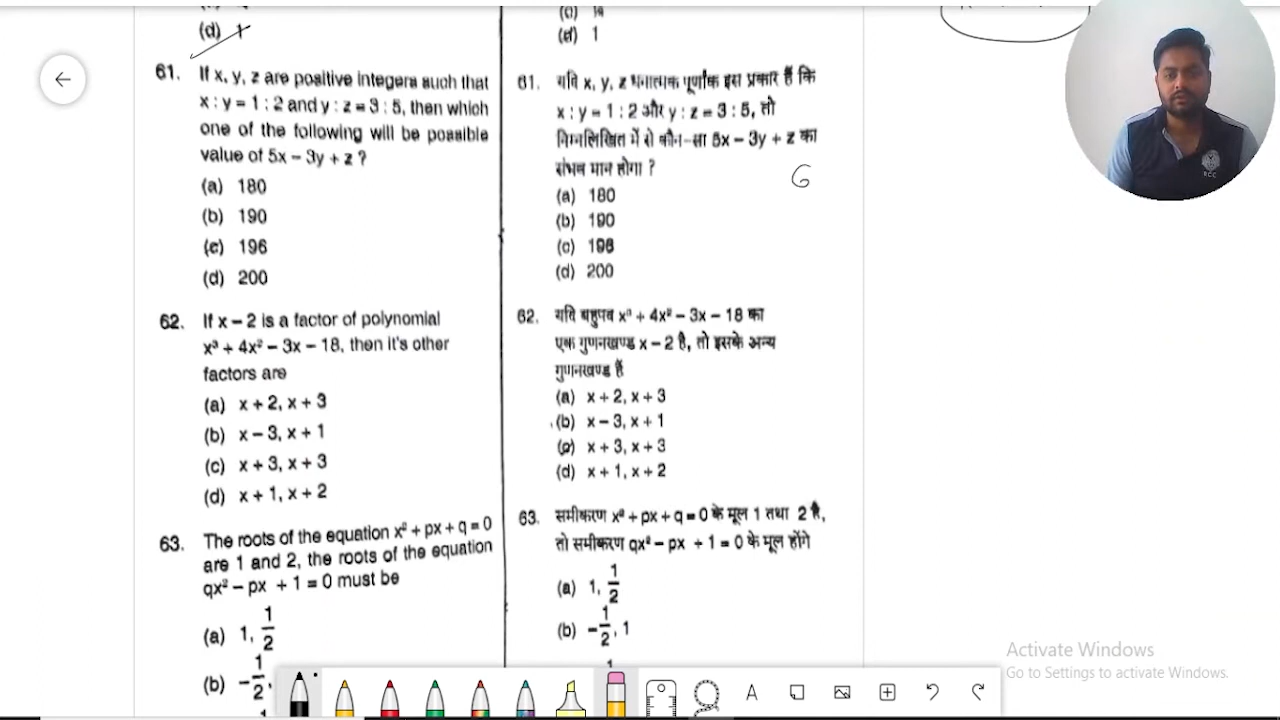 (d) 1
61. If x, y, z are positive integers such that
x : y = 1 : 2 and y : z = 3 : 5, then which
one of the following will be possible
value of 5x – 3y + z ?
(a) 180
(b) 190
(c) 196
(d) 200
62. If x – 2 is a factor of polynomial
x³ + 4x² – 3x – 18, then it's other
factors are
(a) x + 2, x + 3
(b) x – 3, x + 1
(c) x + 3, x + 3
(d) x + 1, x + 2
63. The roots of the equation x² + px + q = 0
are 1 and 2, the roots of the equation
qx² – px + 1 = 0 must be
(a) 1, 1/2
(b) –1/2,
(d) 1
61. यदि x, y, z धनात्मक पूर्णांक इस प्रकार हैं कि
x : y = 1 : 2 और y : z = 3 : 5, तो
निम्नलिखित में से कौन-सा 5x – 3y + z का
संभव मान होगा ?
(a) 180
(b) 190
(c) 196
(d) 200
62. यदि बहुपद x³ + 4x² – 3x – 18 का
एक गुणनखण्ड x – 2 है, तो इसके अन्य
गुणनखण्ड हैं
(a) x + 2, x + 3
(b) x – 3, x + 1
(c) x + 3, x + 3
(d) x + 1, x + 2
63. समीकरण x² + px + q = 0 के मूल 1 तथा 2 है,
तो समीकरण qx² – px + 1 = 0 के मूल होंगे
(a) 1, 1/2
(b) –1/2, 1
Activate Windows
Go to Settings to activate Windows.